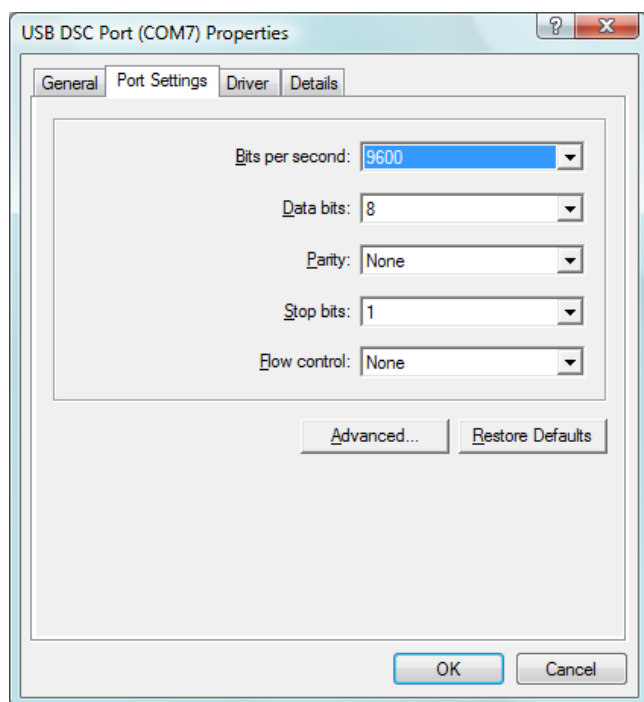 USB DSC Port (COM7) Properties
? X
General Port Settings Driver Details
Bits per second: 9600
Data bits: 8
Parity: None
Stop bits: 1
Flow control: None
Advanced... Restore Defaults
OK Cancel